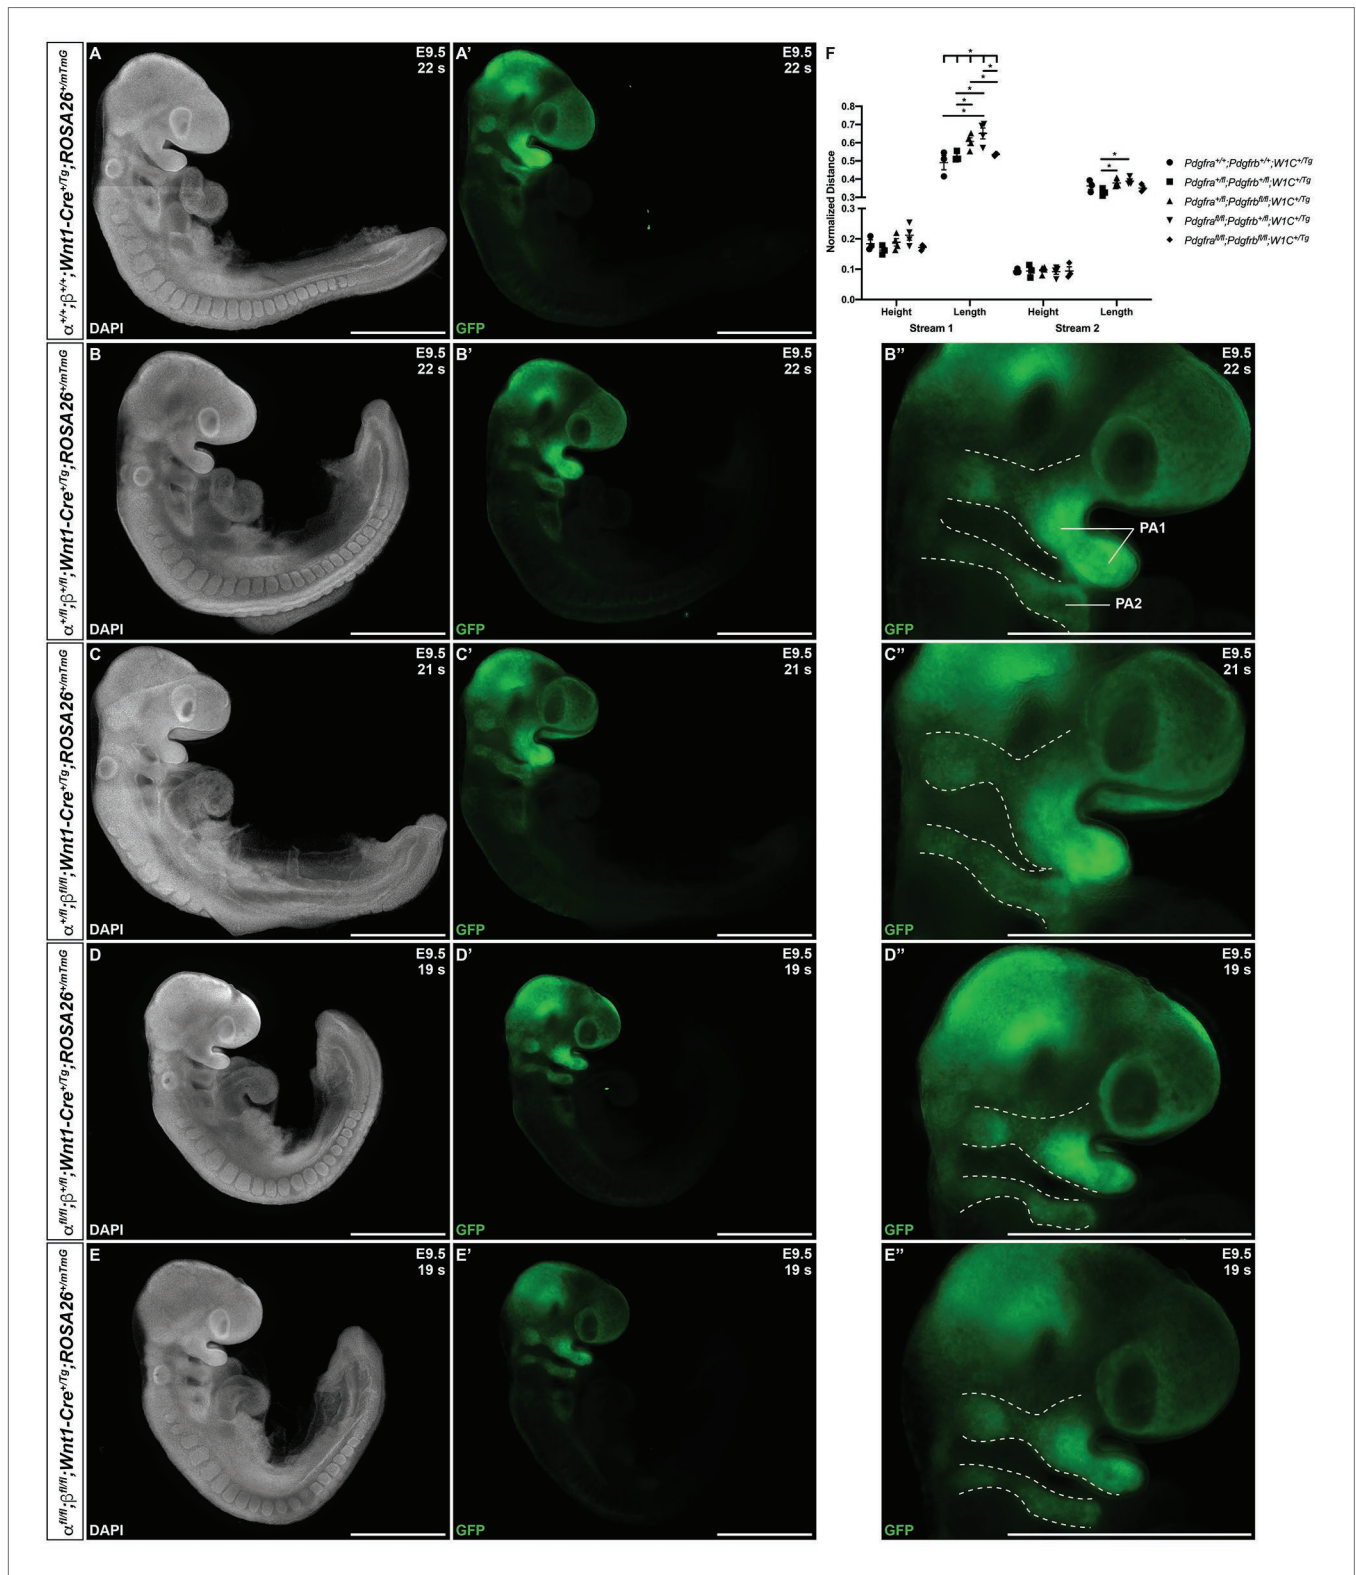 α+/+;β+/+;Wnt1-Cre+/Tg;ROSA26+/mTmG
A
E9.5
22 s
DAPI
A'
E9.5
22 s
GFP
F
Normalized Distance
0.8
0.7
0.6
0.5
0.4
0.3
0.3
0.2
0.1
0.0
Height
Length
Height
Length
Stream 1
Stream 2
Pdgfra+/+;Pdgfrb+/+;W1C+/Tg
Pdgfra+/fl;Pdgfrb+/fl;W1C+/Tg
Pdgfra+/fl;Pdgfrbfl/fl;W1C+/Tg
Pdgfrafl/fl;Pdgfrb+/fl;W1C+/Tg
Pdgfrafl/fl;Pdgfrbfl/fl;W1C+/Tg
α+/fl;β+/fl;Wnt1-Cre+/Tg;ROSA26+/mTmG
B
E9.5
22 s
DAPI
B'
E9.5
22 s
GFP
B"
E9.5
22 s
PA1
PA2
GFP
α+/fl;βfl/fl;Wnt1-Cre+/Tg;ROSA26+/mTmG
C
E9.5
21 s
DAPI
C'
E9.5
21 s
GFP
C"
E9.5
21 s
GFP
αfl/fl;β+/fl;Wnt1-Cre+/Tg;ROSA26+/mTmG
D
E9.5
19 s
DAPI
D'
E9.5
19 s
GFP
D"
E9.5
19 s
GFP
αfl/fl;βfl/fl;Wnt1-Cre+/Tg;ROSA26+/mTmG
E
E9.5
19 s
DAPI
E'
E9.5
19 s
GFP
E"
E9.5
19 s
GFP